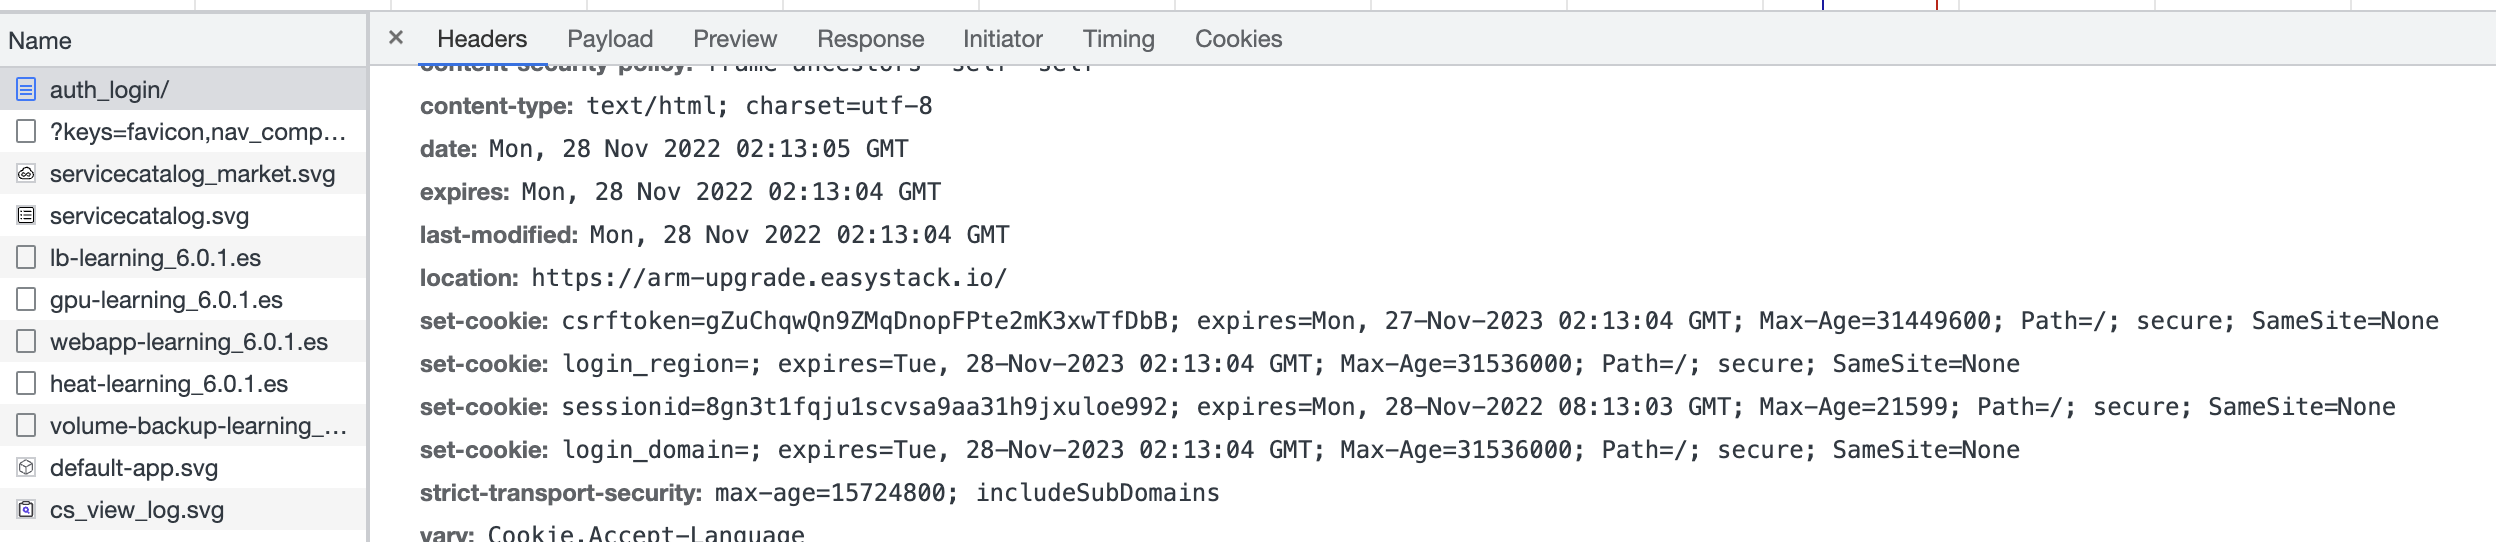 Name
auth_login/
?keys=favicon,nav_comp...
servicecatalog_market.svg
servicecatalog.svg
lb-learning_6.0.1.es
gpu-learning_6.0.1.es
webapp-learning_6.0.1.es
heat-learning_6.0.1.es
volume-backup-learning_...
default-app.svg
cs_view_log.svg
× Headers Payload Preview Response Initiator Timing Cookies
content-security-policy: frame-ancestors 'self' 'self'
content-type: text/html; charset=utf-8
date: Mon, 28 Nov 2022 02:13:05 GMT
expires: Mon, 28 Nov 2022 02:13:04 GMT
last-modified: Mon, 28 Nov 2022 02:13:04 GMT
location: https://arm-upgrade.easystack.io/
set-cookie: csrftoken=gZuChqwQn9ZMqDnopFPte2mK3xwTfDbB; expires=Mon, 27-Nov-2023 02:13:04 GMT; Max-Age=31449600; Path=/; secure; SameSite=None
set-cookie: login_region=; expires=Tue, 28-Nov-2023 02:13:04 GMT; Max-Age=31536000; Path=/; secure; SameSite=None
set-cookie: sessionid=8gn3t1fqju1scvsa9aa31h9jxuloe992; expires=Mon, 28-Nov-2022 08:13:03 GMT; Max-Age=21599; Path=/; secure; SameSite=None
set-cookie: login_domain=; expires=Tue, 28-Nov-2023 02:13:04 GMT; Max-Age=31536000; Path=/; secure; SameSite=None
strict-transport-security: max-age=15724800; includeSubDomains
vary: Cookie,Accept-Language